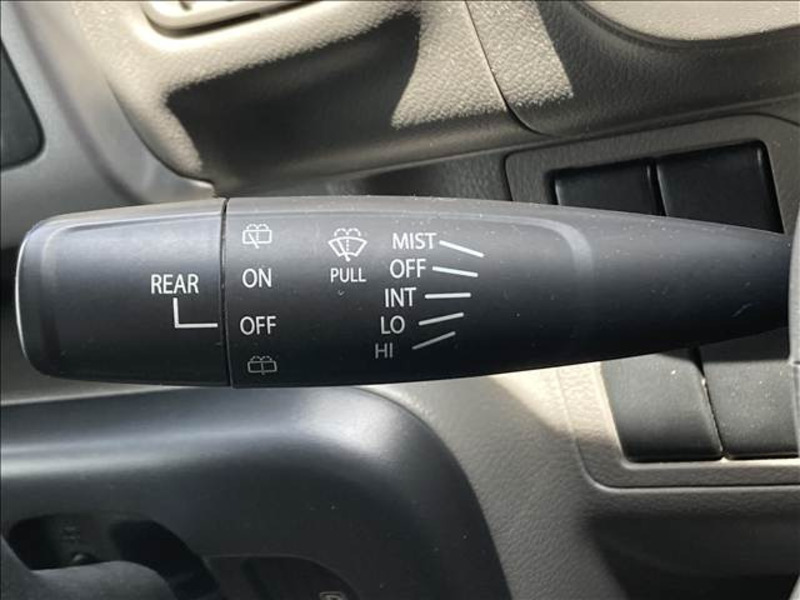 REAR
ON
OFF
PULL
MIST
OFF
INT
LO
HI